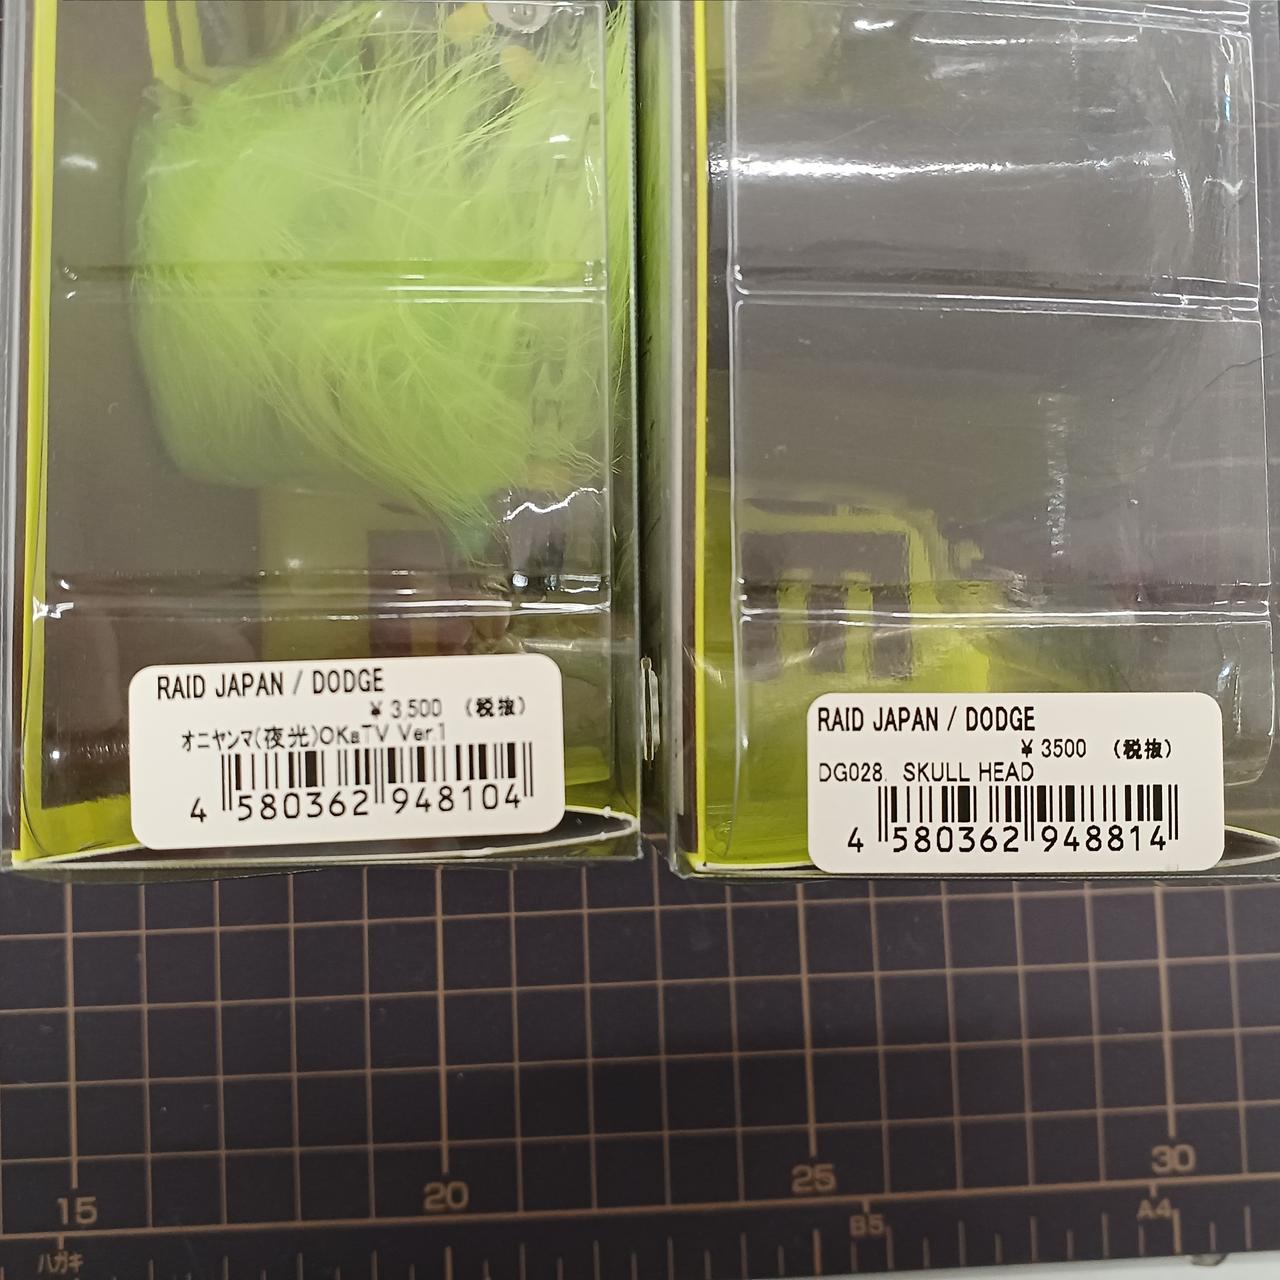 RAID JAPAN / DODGE
¥ 3,500 (税抜)
オニヤンマ(夜光)OKaTV Ver.1
4 580362 948104
RAID JAPAN / DODGE
¥ 3500 (税抜)
DG028. SKULL HEAD
4 580362 948814
15
20
25
30
ハガキ
B5
A4